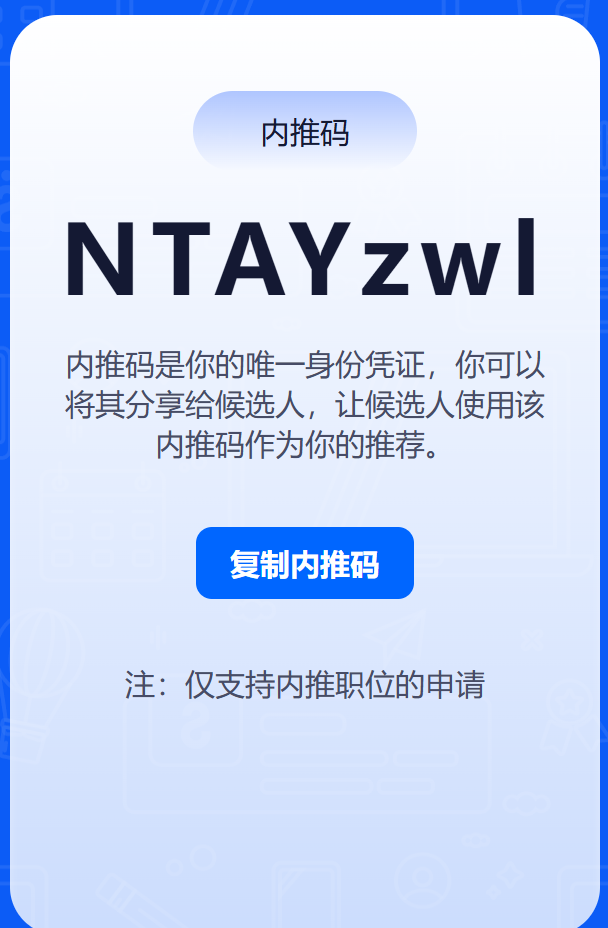 内推码
NTAYzwl
内推码是你的唯一身份凭证，你可以
将其分享给候选人，让候选人使用该
内推码作为你的推荐。
复制内推码
注：仅支持内推职位的申请